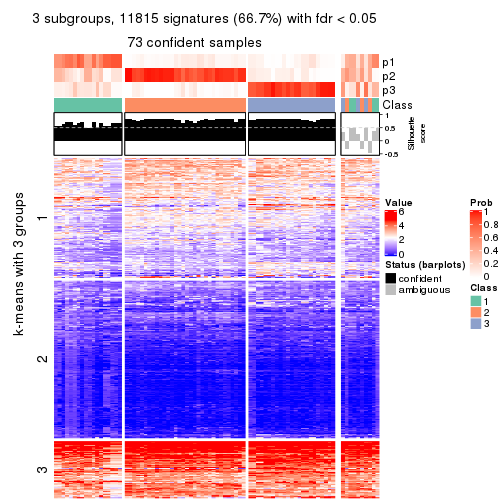 3 subgroups, 11815 signatures (66.7%) with fdr < 0.05
73 confident samples
p1
p2
p3
Class
1
0.5
0
-0.5
Silhouette
score
k-means with 3 groups
1
2
3
Value
6
4
2
0
Status (barplots)
confident
ambiguous
Prob
1
0.8
0.6
0.4
0.2
0
Class
1
2
3